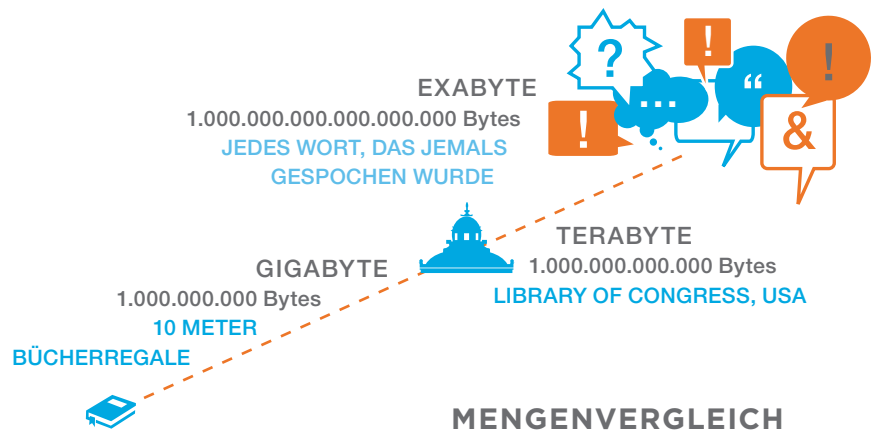 EXABYTE
1.000.000.000.000.000.000 Bytes
JEDES WORT, DAS JEMALS
GESPOCHEN WURDE
?
!
...
!
“
!
&
TERABYTE
1.000.000.000.000 Bytes
LIBRARY OF CONGRESS, USA
GIGABYTE
1.000.000.000 Bytes
10 METER
BÜCHERREGALE
MENGENVERGLEICH